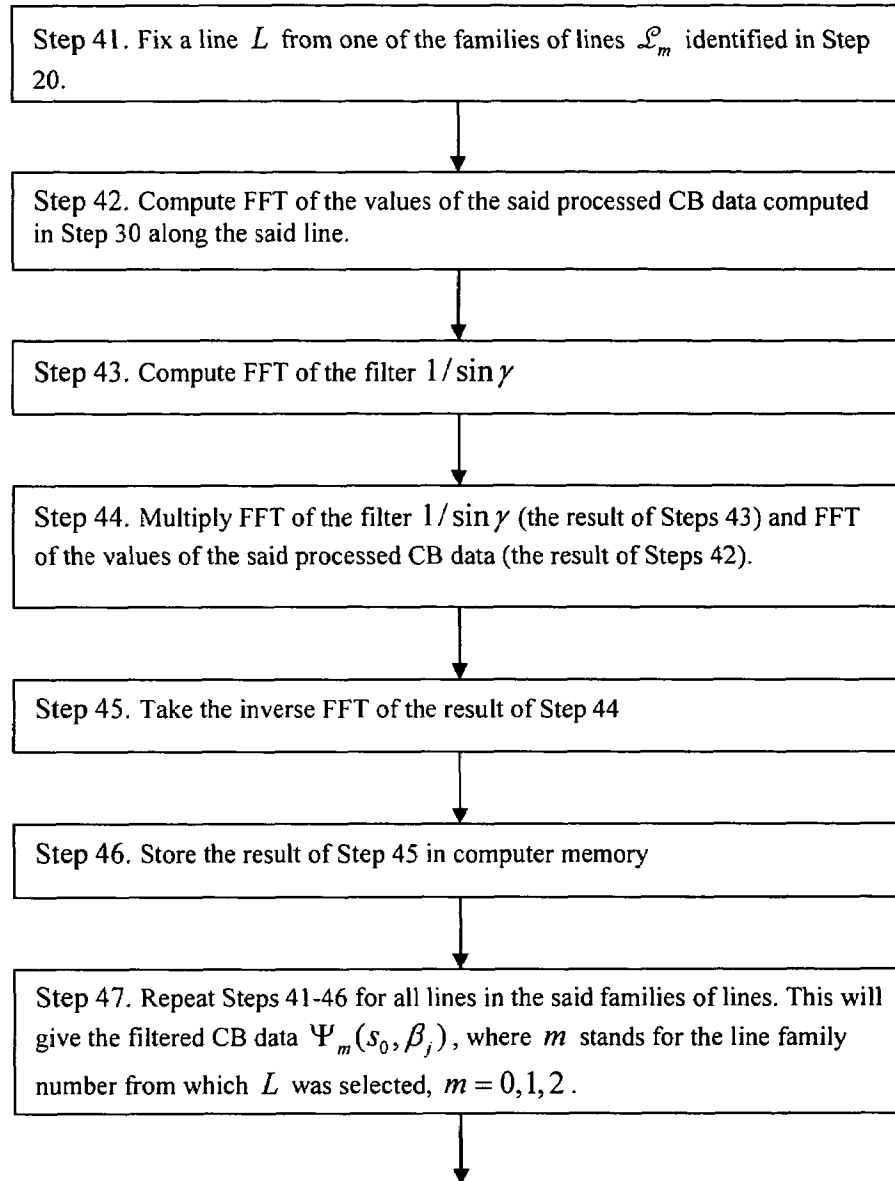 Step 41. Fix a line L from one of the families of lines ℒₘ identified in Step
20.
Step 42. Compute FFT of the values of the said processed CB data computed
in Step 30 along the said line.
Step 43. Compute FFT of the filter 1/sin γ
Step 44. Multiply FFT of the filter 1/sin γ (the result of Steps 43) and FFT
of the values of the said processed CB data (the result of Steps 42).
Step 45. Take the inverse FFT of the result of Step 44
Step 46. Store the result of Step 45 in computer memory
Step 47. Repeat Steps 41-46 for all lines in the said families of lines. This will
give the filtered CB data Ψₘ(s₀, βⱼ), where m stands for the line family
number from which L was selected, m = 0,1,2.